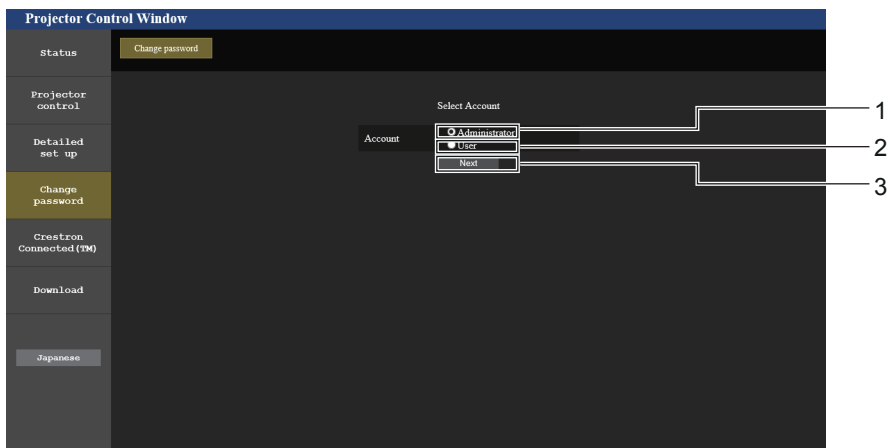 Projector Control Window
Status
Change password
Projector
control
Select Account
1
Account
Administrator
User
2
Next
3
Detailed
set up
Change
password
Crestron
Connected(TM)
Download
Japanese